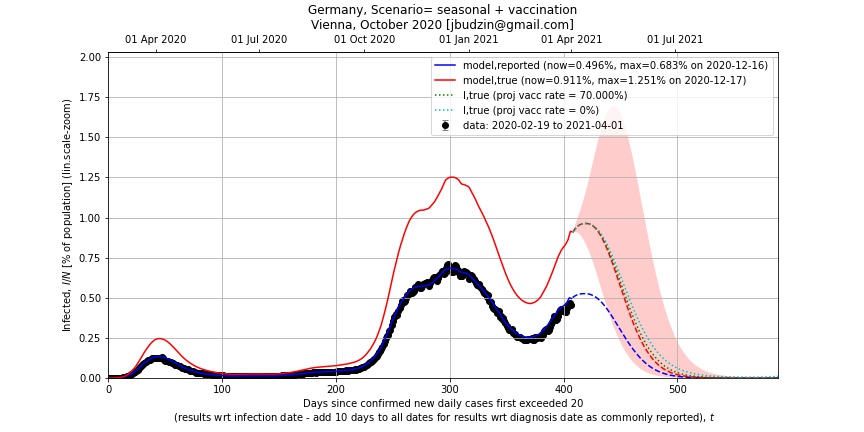 Germany, Scenario= seasonal + vaccination
Vienna, October 2020 [jbudzin@gmail.com]
01 Apr 2020 01 Jul 2020 01 Oct 2020 01 Jan 2021 01 Apr 2021 01 Jul 2021
model,reported (now=0.496%, max=0.683% on 2020-12-16)
model,true (now=0.911%, max=1.251% on 2020-12-17)
I,true (proj vacc rate = 70.000%)
I,true (proj vacc rate = 0%)
data: 2020-02-19 to 2021-04-01
2.00
1.75
1.50
1.25
1.00
0.75
0.50
0.25
0.00
Infected, I/N [% of population] (lin.scale-zoom)
0 100 200 300 400 500
Days since confirmed new daily cases first exceeded 20
(results wrt infection date - add 10 days to all dates for results wrt diagnosis date as commonly reported), t